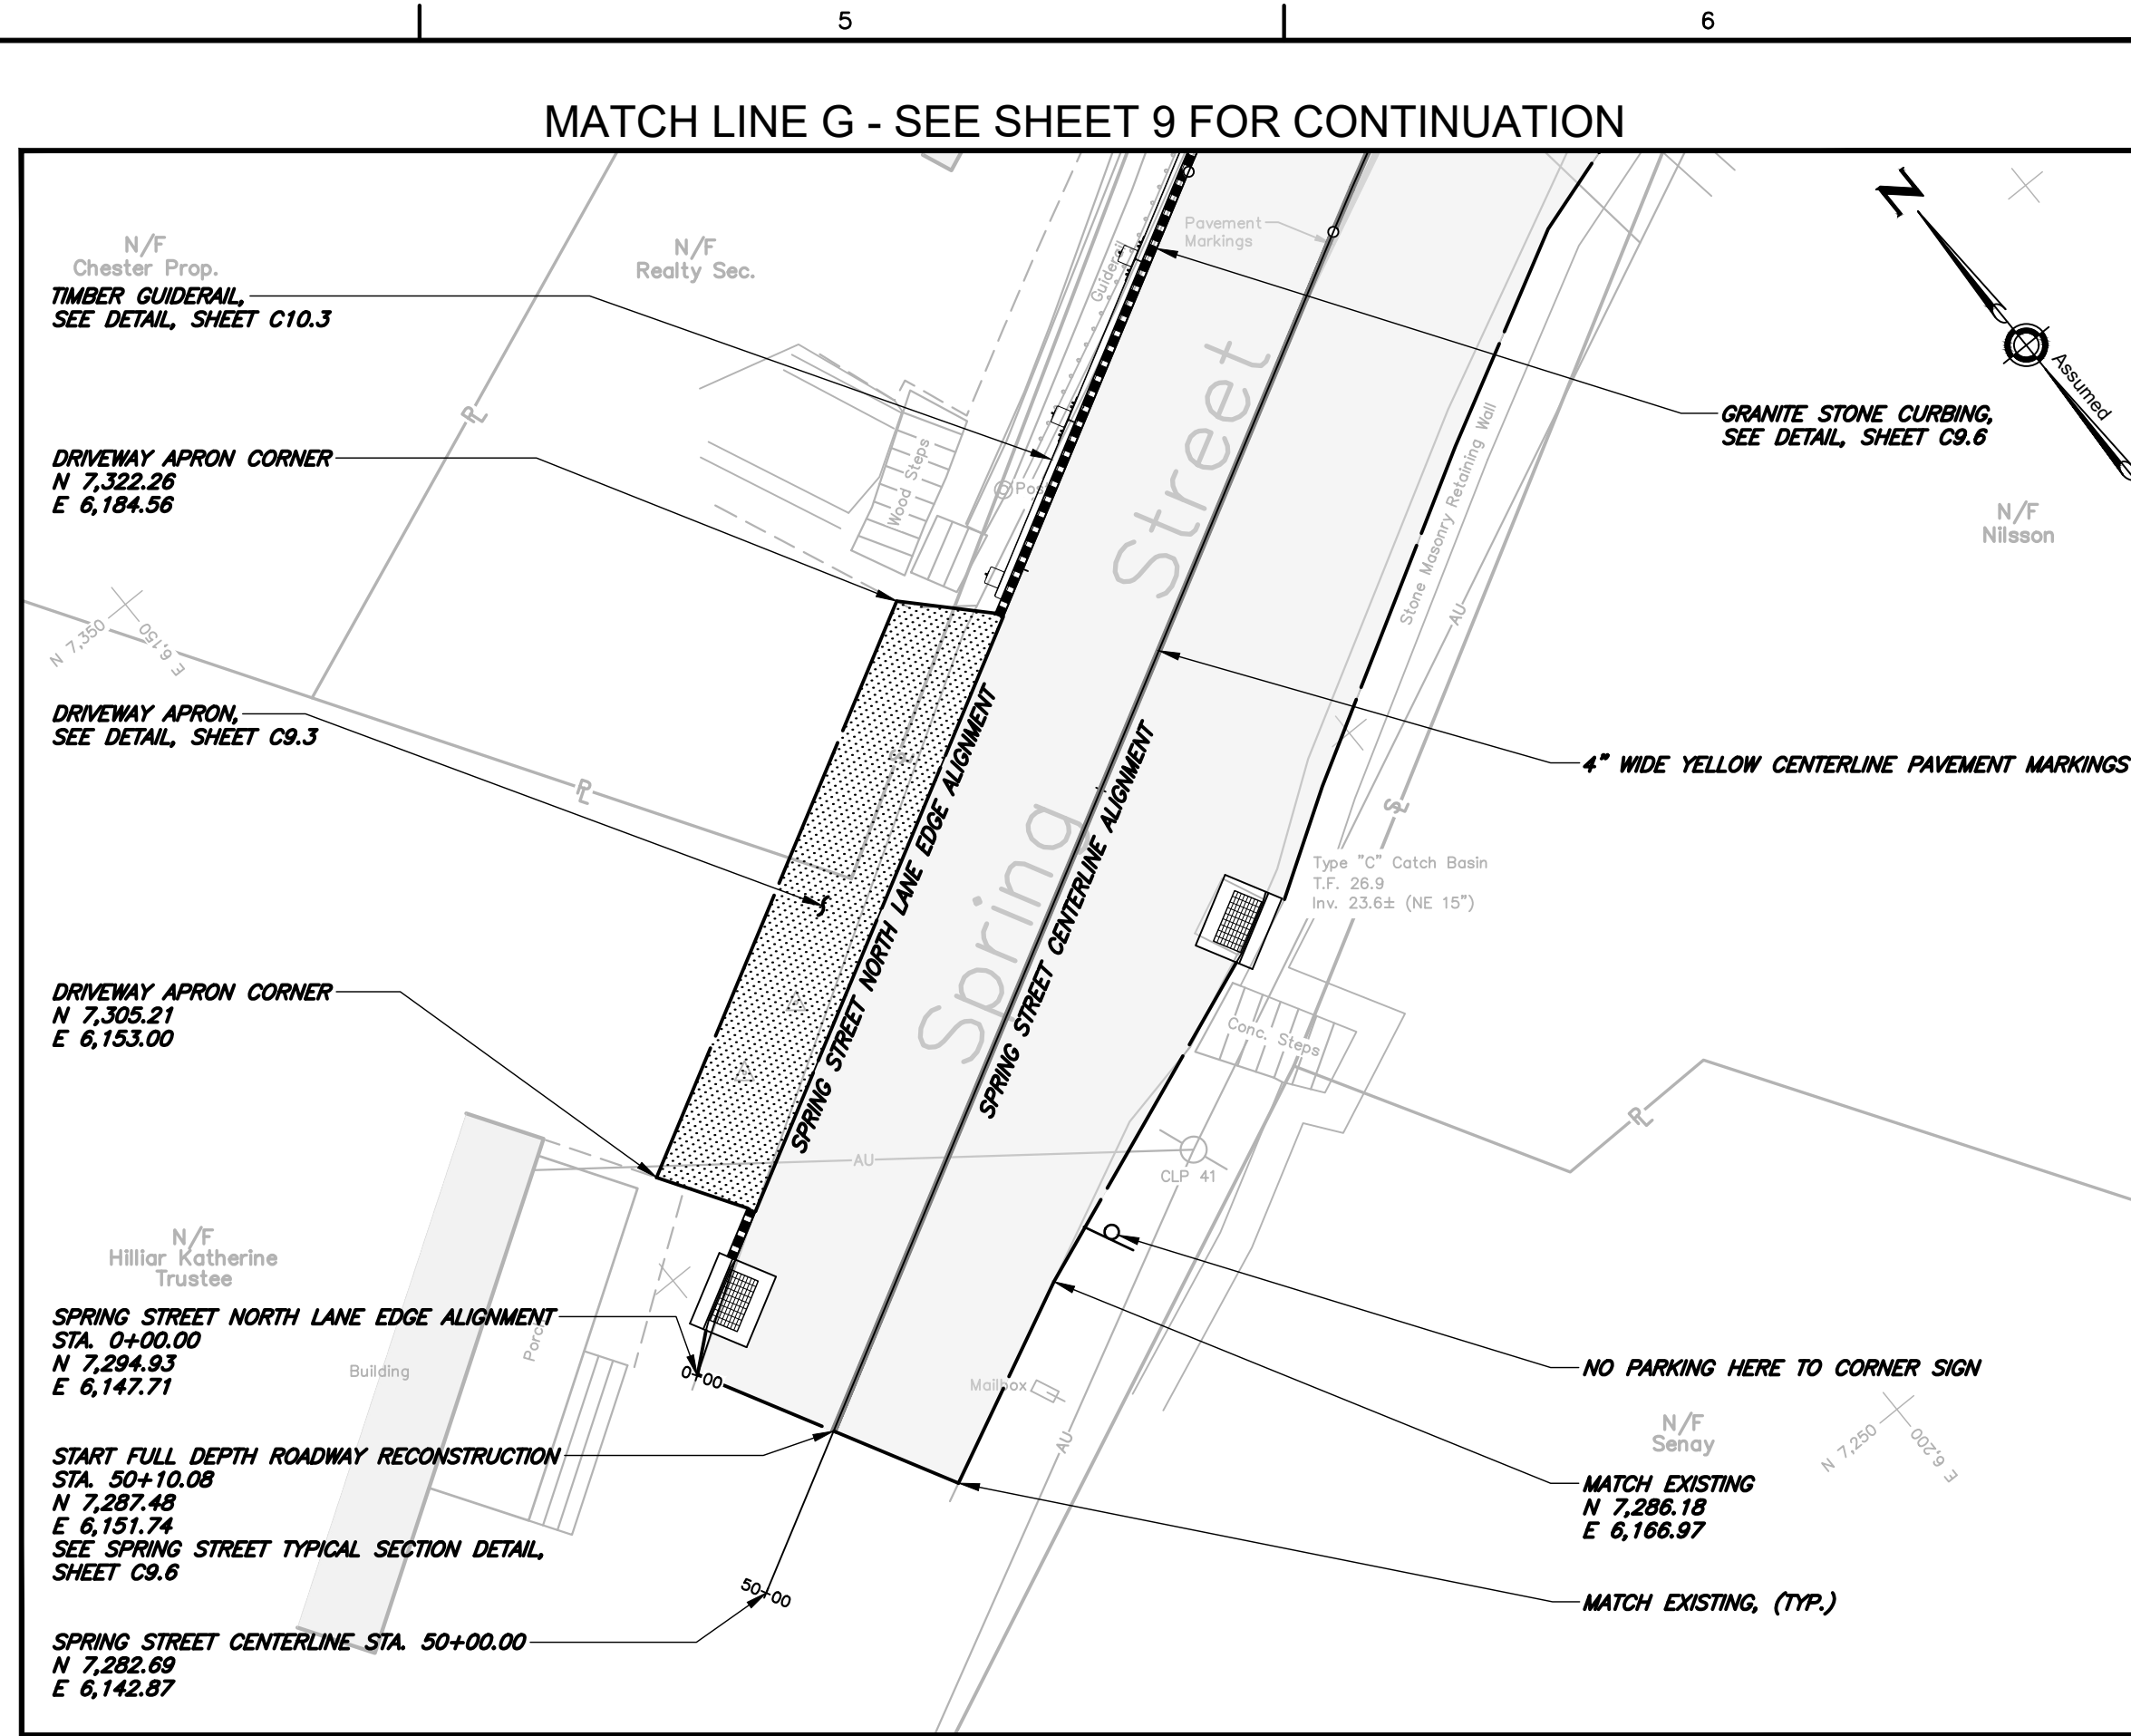 5
6
MATCH LINE G - SEE SHEET 9 FOR CONTINUATION
N/F
Chester Prop.
N/F
Realty Sec.
Pavement
Markings
Guiderail
N
Assumed
TIMBER GUIDERAIL,
SEE DETAIL, SHEET C10.3
GRANITE STONE CURBING,
SEE DETAIL, SHEET C9.6
PL
DRIVEWAY APRON CORNER
N 7,322.26
E 6,184.56
Wood Steps
Street
Stone Masonry Retaining Wall
N/F
Nilsson
AU
N 7,350
E 6,150
DRIVEWAY APRON,
SEE DETAIL, SHEET C9.3
PL
PL
SPRING STREET NORTH LANE EDGE ALIGNMENT
Spring
SPRING STREET CENTERLINE ALIGNMENT
4" WIDE YELLOW CENTERLINE PAVEMENT MARKINGS
Type "C" Catch Basin
T.F. 26.9
Inv. 23.6± (NE 15")
DRIVEWAY APRON CORNER
N 7,305.21
E 6,153.00
Conc. Steps
PL
AU
CLP 41
N/F
Hilliar Katherine
Trustee
SPRING STREET NORTH LANE EDGE ALIGNMENT
STA. 0+00.00
N 7,294.93
E 6,147.71
Building
0+00
Mailbox
NO PARKING HERE TO CORNER SIGN
N/F
Senay
N 7,250
E 6,200
AU
START FULL DEPTH ROADWAY RECONSTRUCTION
STA. 50+10.08
N 7,287.48
E 6,151.74
SEE SPRING STREET TYPICAL SECTION DETAIL,
SHEET C9.6
MATCH EXISTING
N 7,286.18
E 6,166.97
50+00
MATCH EXISTING, (TYP.)
SPRING STREET CENTERLINE STA. 50+00.00
N 7,282.69
E 6,142.87